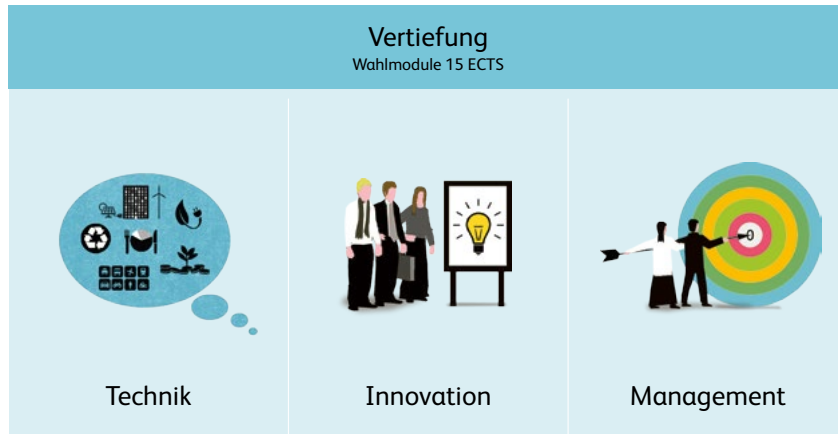 Vertiefung
Wahlmodule 15 ECTS
Technik
Innovation
Management